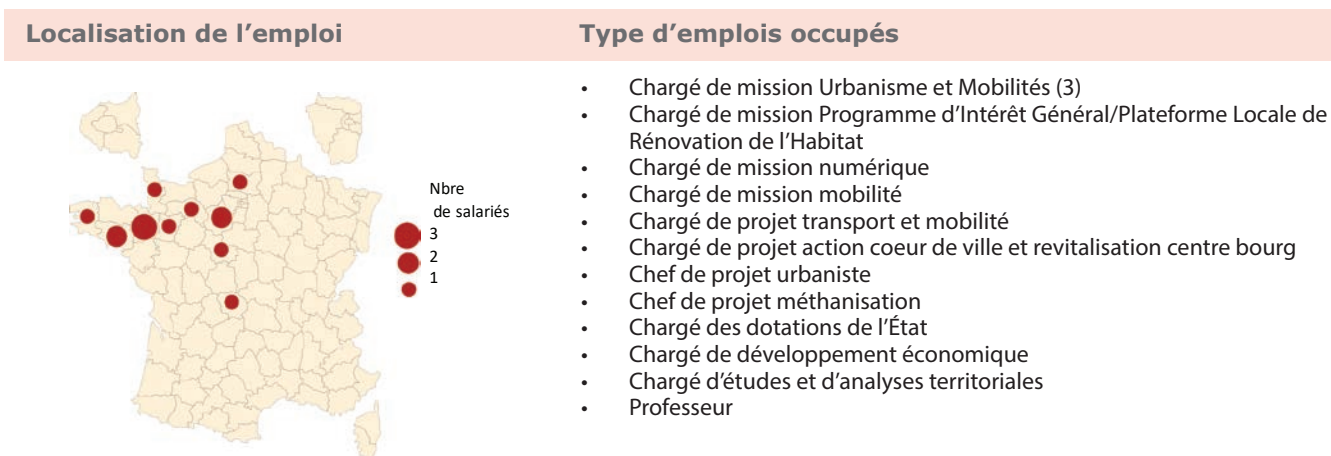 Localisation de l’emploi
Type d’emplois occupés
Nbre
de salariés
3
2
1
• Chargé de mission Urbanisme et Mobilités (3)
• Chargé de mission Programme d’Intérêt Général/Plateforme Locale de
Rénovation de l’Habitat
• Chargé de mission numérique
• Chargé de mission mobilité
• Chargé de projet transport et mobilité
• Chargé de projet action coeur de ville et revitalisation centre bourg
• Chef de projet urbaniste
• Chef de projet méthanisation
• Chargé des dotations de l’État
• Chargé de développement économique
• Chargé d’études et d’analyses territoriales
• Professeur